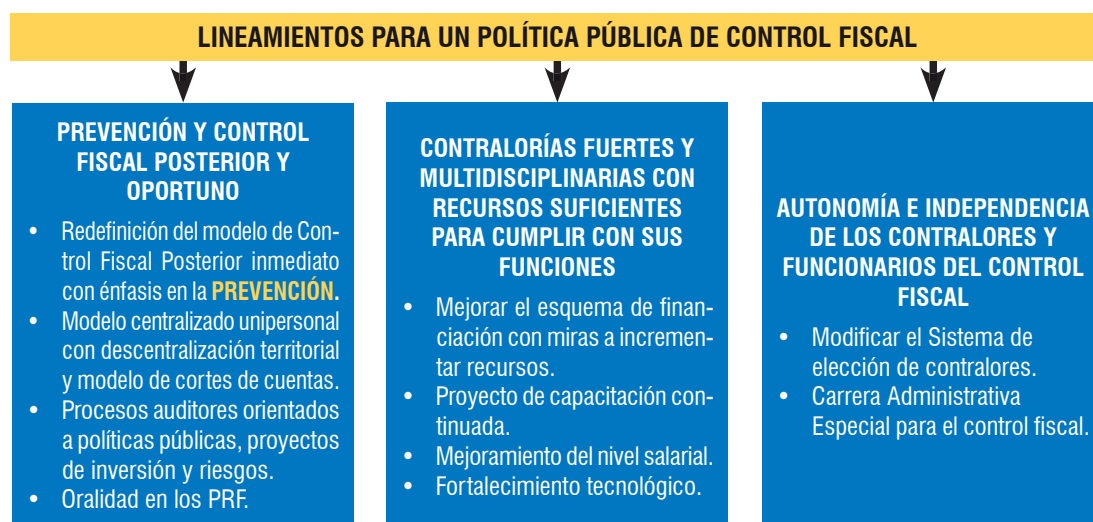 LINEAMIENTOS PARA UN POLÍTICA PÚBLICA DE CONTROL FISCAL
PREVENCIÓN Y CONTROL
FISCAL POSTERIOR Y
OPORTUNO
• Redefinición del modelo de Con-
trol Fiscal Posterior inmediato
con énfasis en la PREVENCIÓN.
• Modelo centralizado unipersonal
con descentralización territorial
y modelo de cortes de cuentas.
• Procesos auditores orientados
a políticas públicas, proyectos
de inversión y riesgos.
• Oralidad en los PRF.
CONTRALORÍAS FUERTES Y
MULTIDISCIPLINARIAS CON
RECURSOS SUFICIENTES
PARA CUMPLIR CON SUS
FUNCIONES
• Mejorar el esquema de finan-
ciación con miras a incremen-
tar recursos.
• Proyecto de capacitación con-
tinuada.
• Mejoramiento del nivel salarial.
• Fortalecimiento tecnológico.
AUTONOMÍA E INDEPENDENCIA
DE LOS CONTRALORES Y
FUNCIONARIOS DEL CONTROL
FISCAL
• Modificar el Sistema de
elección de contralores.
• Carrera Administrativa
Especial para el control fiscal.